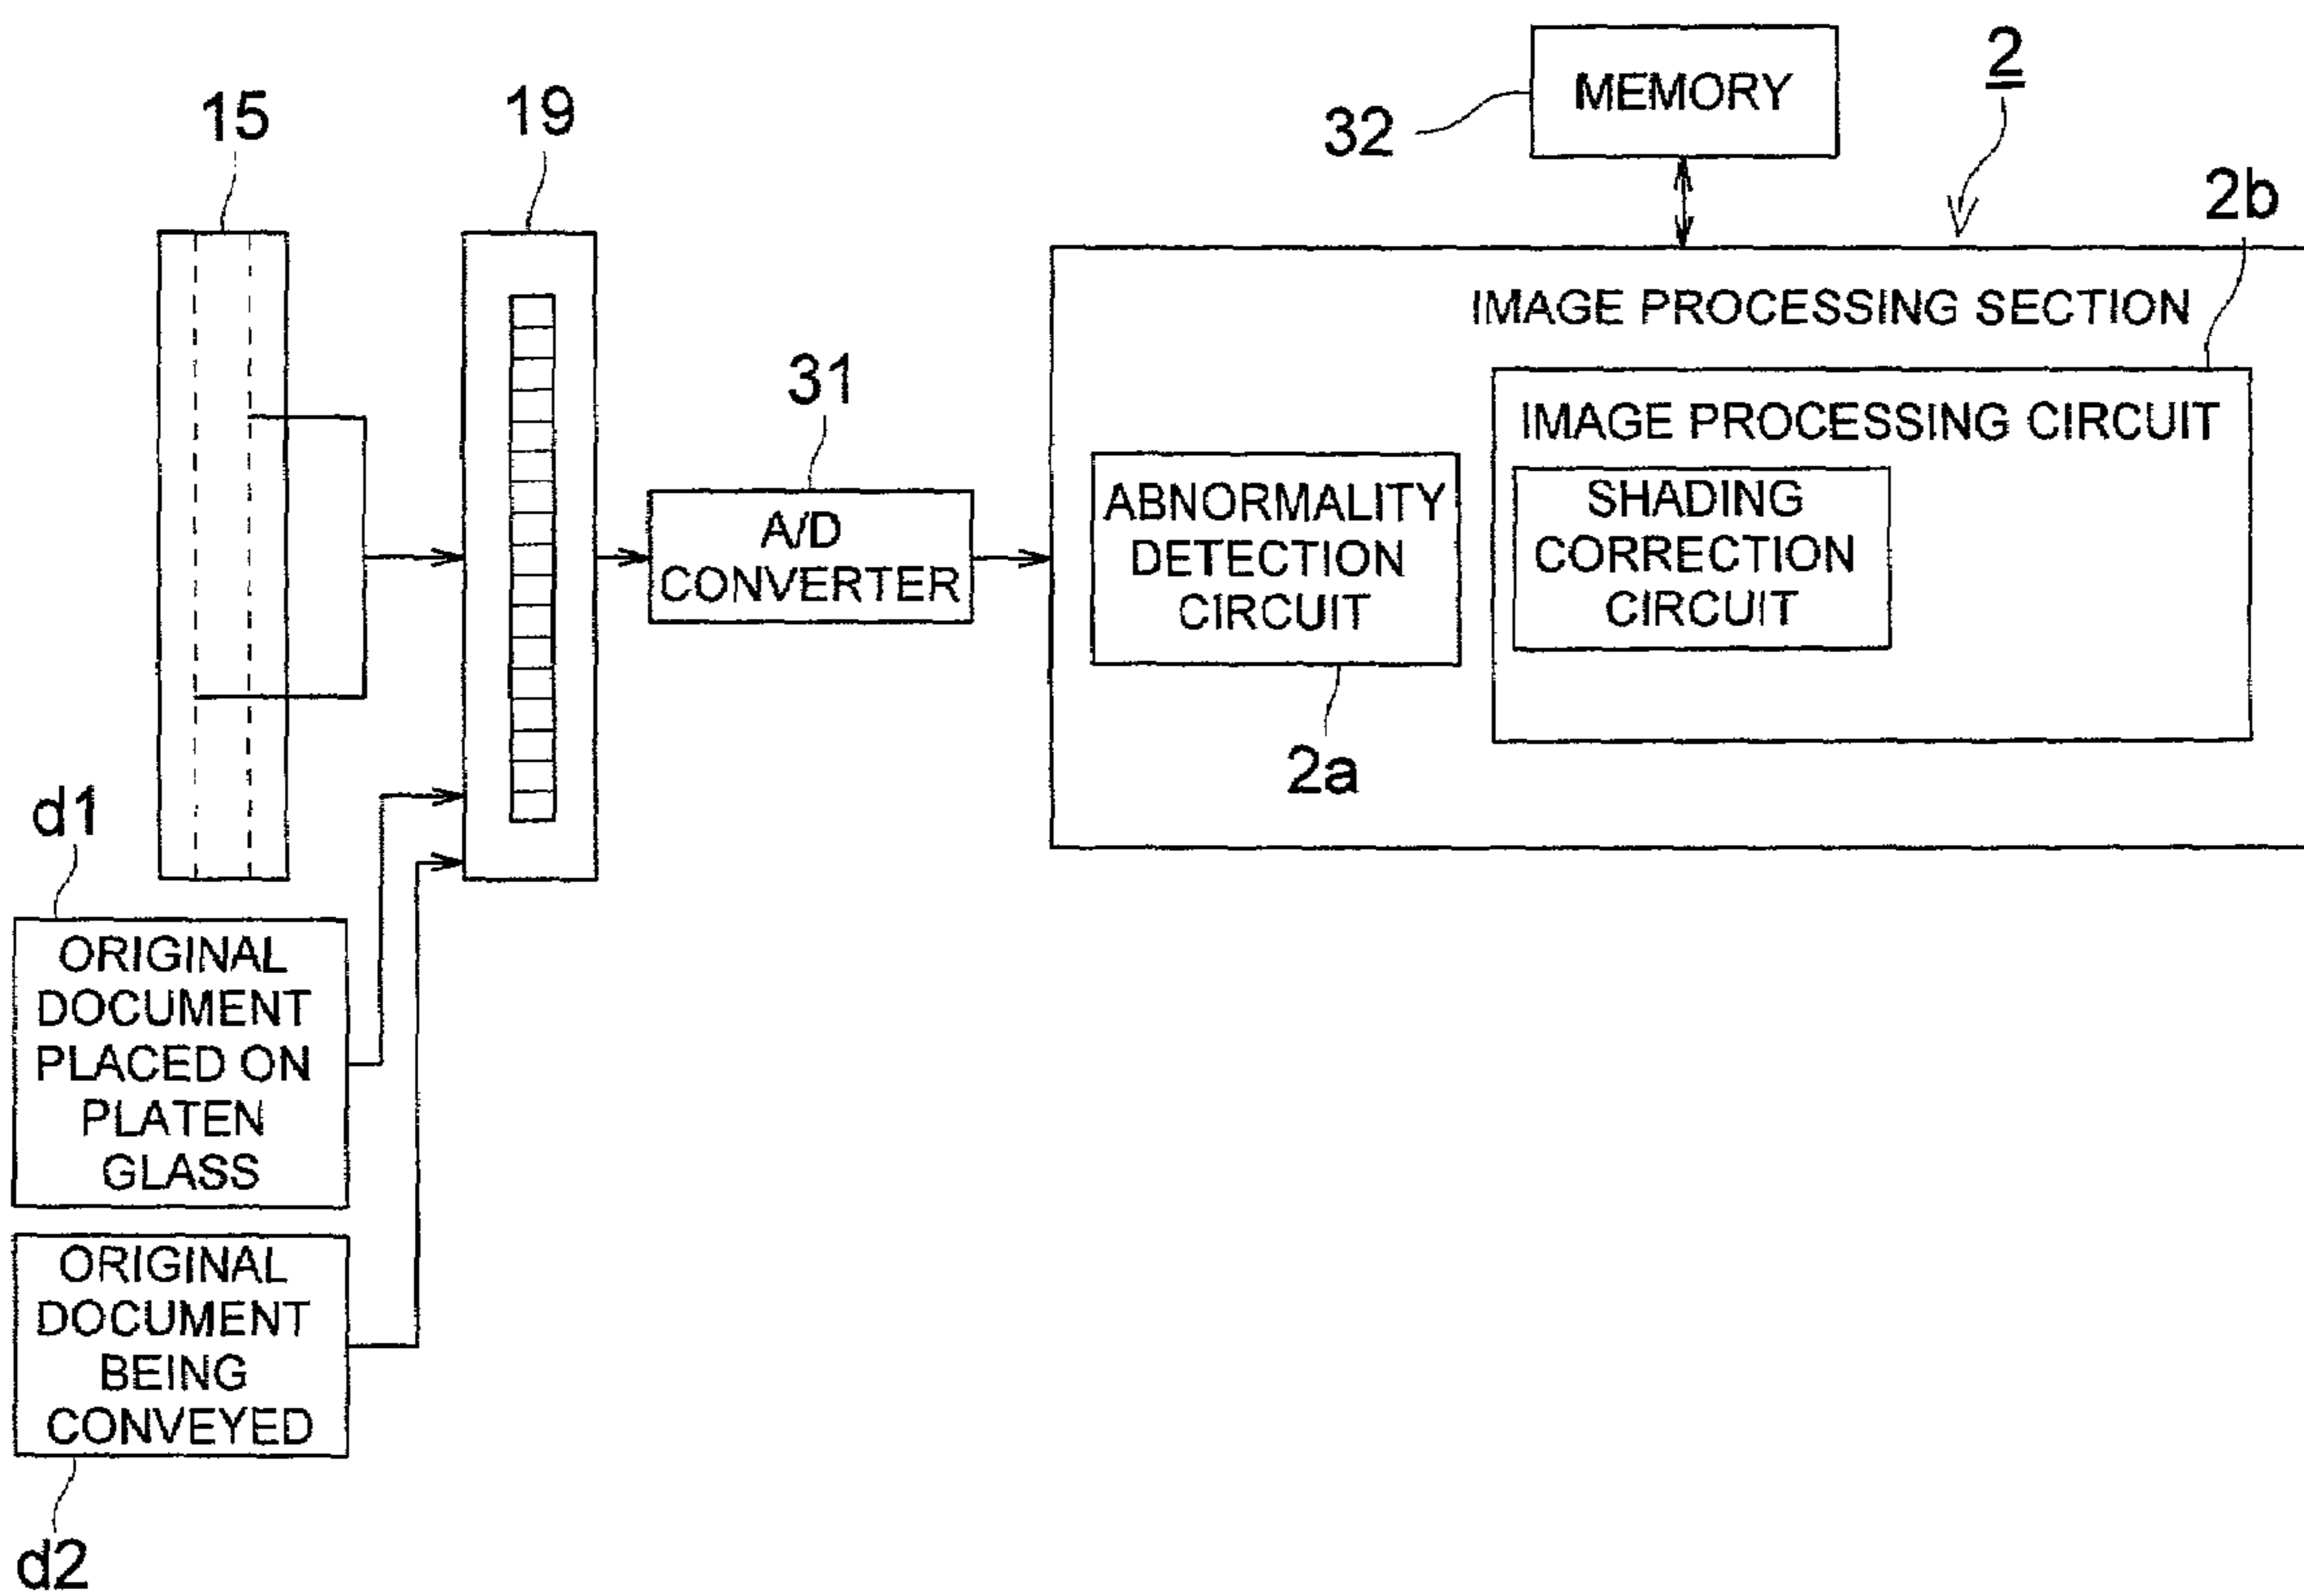 MEMORY
2
15
19
32
2b
IMAGE PROCESSING SECTION
31
IMAGE PROCESSING CIRCUIT
ABNORMALITY
DETECTION
CIRCUIT
SHADING
CORRECTION
CIRCUIT
A/D
CONVERTER
2a
d1
ORIGINAL
DOCUMENT
PLACED ON
PLATEN
GLASS
ORIGINAL
DOCUMENT
BEING
CONVEYED
d2